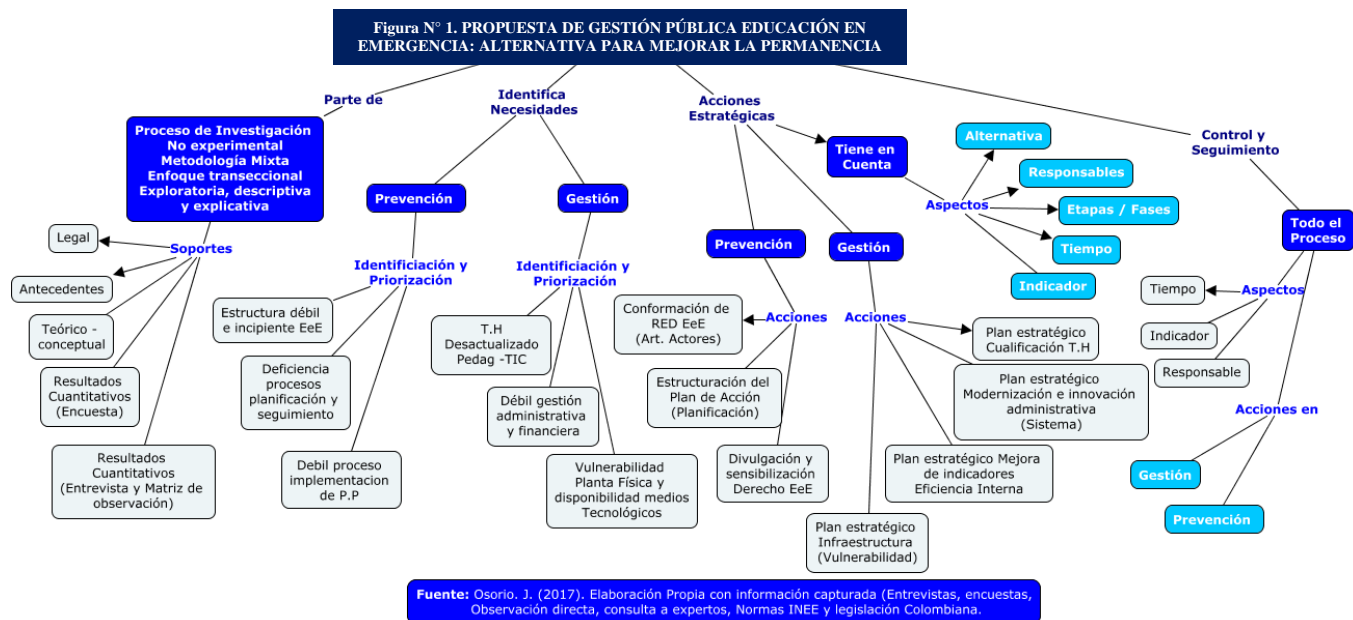 Figura N° 1. PROPUESTA DE GESTIÓN PÚBLICA EDUCACIÓN EN
EMERGENCIA: ALTERNATIVA PARA MEJORAR LA PERMANENCIA
Parte de
Proceso de Investigación
No experimental
Metodología Mixta
Enfoque transeccional
Exploratoria, descriptiva
y explicativa
Soportes
Legal
Antecedentes
Teórico -
conceptual
Resultados
Cuantitativos
(Encuesta)
Resultados
Cuantitativos
(Entrevista y Matriz de
observación)
Identifica
Necesidades
Prevención
Identificiación y
Priorización
Estructura débil
e incipiente EeE
Deficiencia
procesos
planificación y
seguimiento
Debil proceso
implementacion
de P.P
Gestión
Identificiación y
Priorización
T.H
Desactualizado
Pedag -TIC
Débil gestión
administrativa
y financiera
Vulnerabilidad
Planta Física y
disponibilidad medios
Tecnológicos
Acciones
Estratégicas
Prevención
Acciones
Conformación de
RED EeE
(Art. Actores)
Estructuración del
Plan de Acción
(Planificación)
Divulgación y
sensibilización
Derecho EeE
Gestión
Acciones
Plan estratégico
Cualificación T.H
Plan estratégico
Modernización e innovación
administrativa
(Sistema)
Plan estratégico Mejora
de indicadores
Eficiencia Interna
Plan estratégico
Infraestructura
(Vulnerabilidad)
Tiene en
Cuenta
Aspectos
Alternativa
Responsables
Etapas / Fases
Tiempo
Indicador
Control y
Seguimiento
Todo el
Proceso
Aspectos
Tiempo
Indicador
Responsable
Acciones en
Gestión
Prevención
Fuente: Osorio. J. (2017). Elaboración Propia con información capturada (Entrevistas, encuestas,
Observación directa, consulta a expertos, Normas INEE y legislación Colombiana.